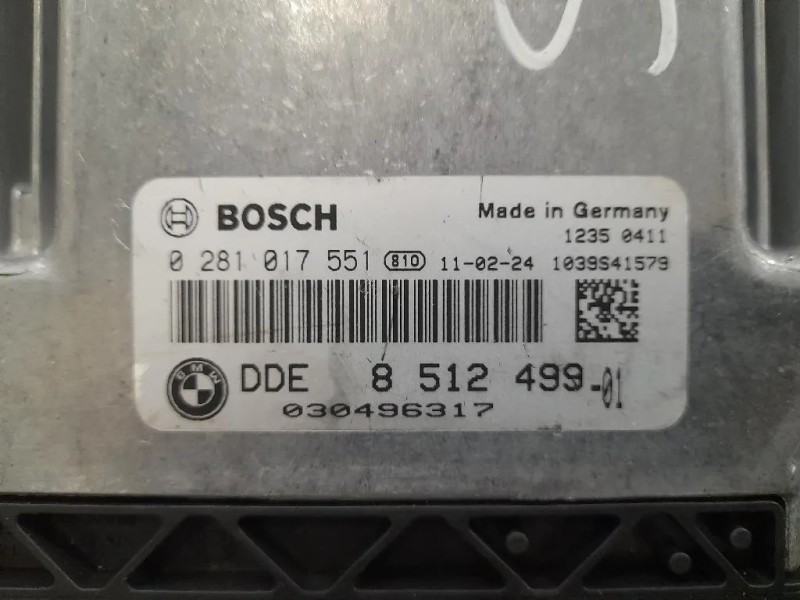 BOSCH
Made in Germany
1235 0411
0 281 017 551 810 11-02-24 1039S41579
BMW
DDE 8 512 499-01
030496317